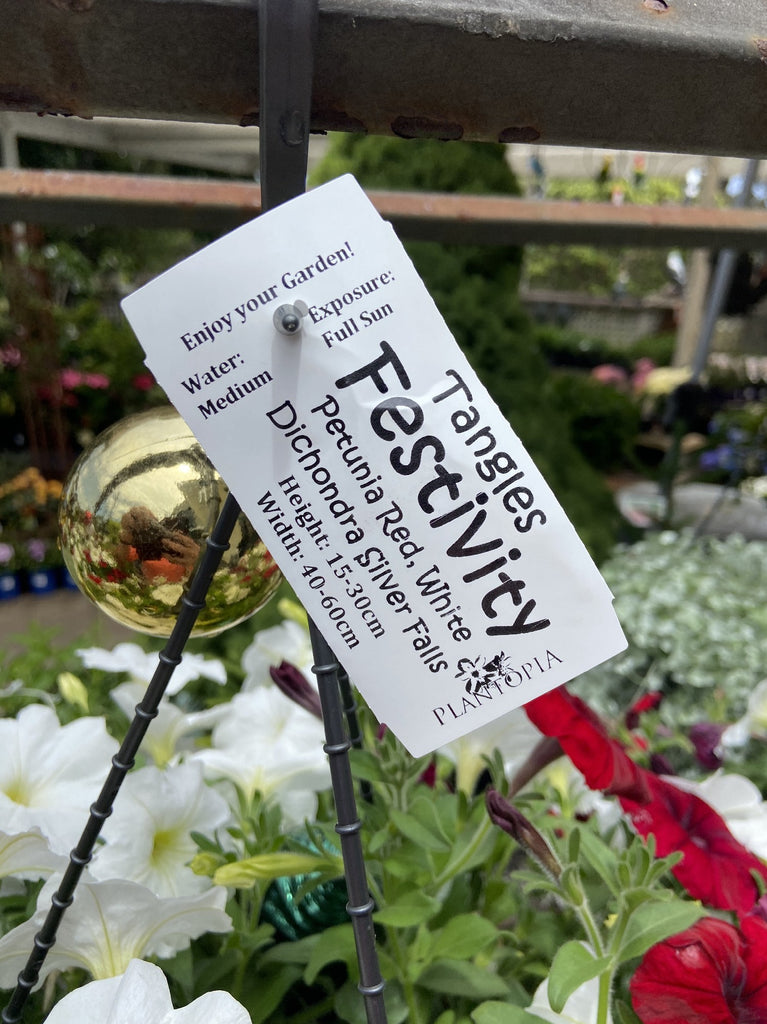 Enjoy your Garden!
Water:
Medium
Exposure:
Full Sun
Tangles
Festivity
Petunia Red, White
Dichondra Silver Falls
Height: 15-30cm
Width: 40-60cm
PLANTOPIA